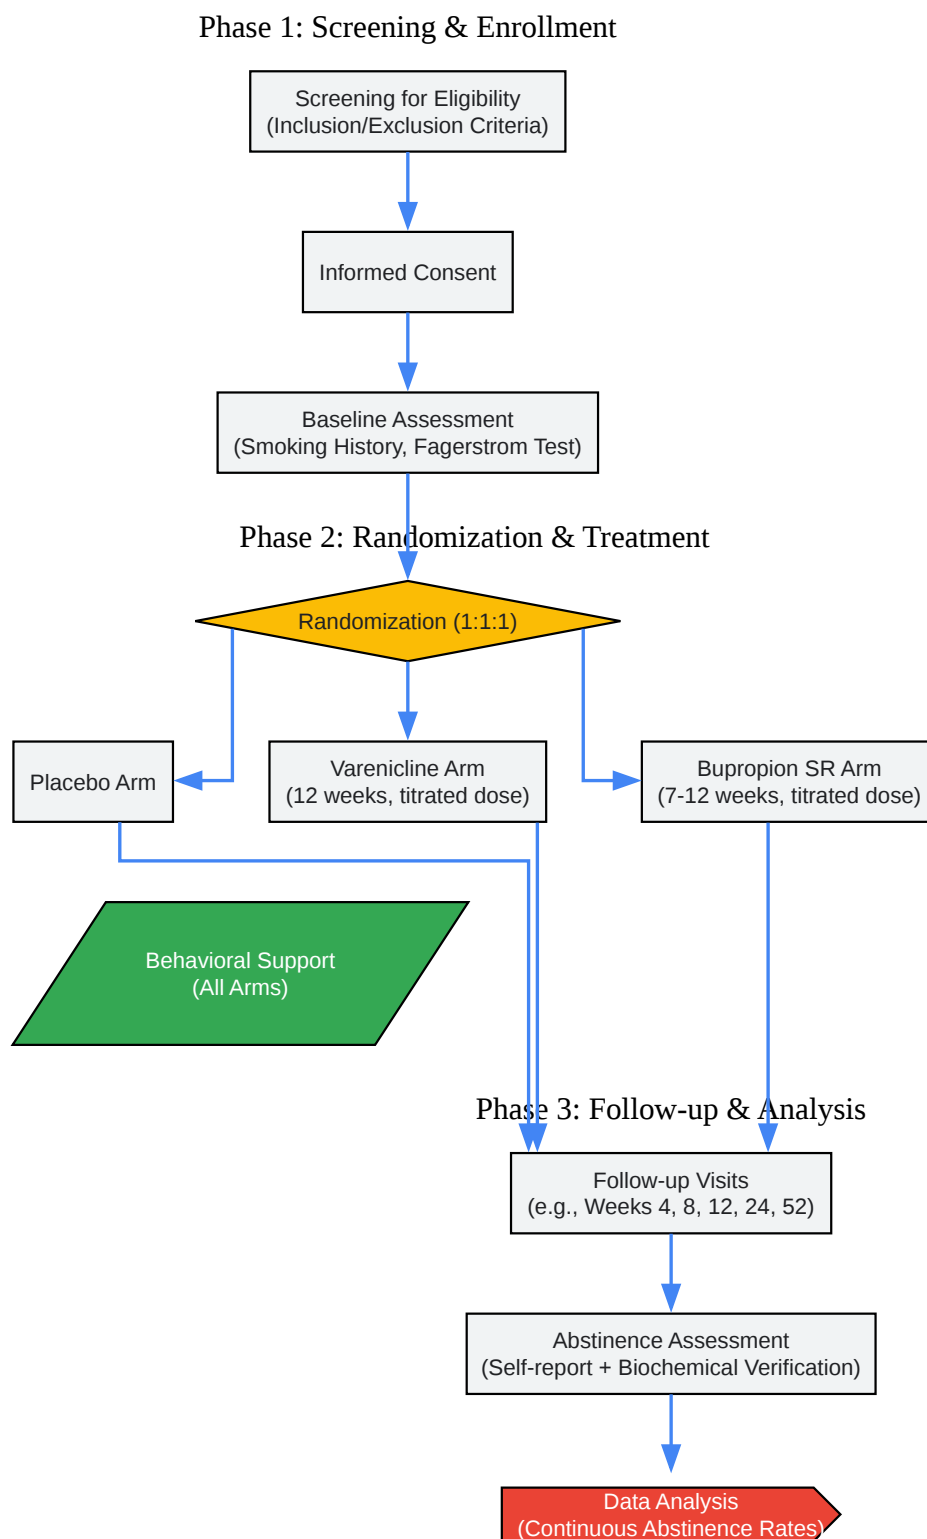 Phase 1: Screening & Enrollment
Screening for Eligibility
(Inclusion/Exclusion Criteria)
Informed Consent
Baseline Assessment
(Smoking History, Fagerstrom Test)
Phase 2: Randomization & Treatment
Randomization (1:1:1)
Placebo Arm
Varenicline Arm
(12 weeks, titrated dose)
Bupropion SR Arm
(7-12 weeks, titrated dose)
Behavioral Support
(All Arms)
Phase 3: Follow-up & Analysis
Follow-up Visits
(e.g., Weeks 4, 8, 12, 24, 52)
Abstinence Assessment
(Self-report + Biochemical Verification)
Data Analysis
(Continuous Abstinence Rates)